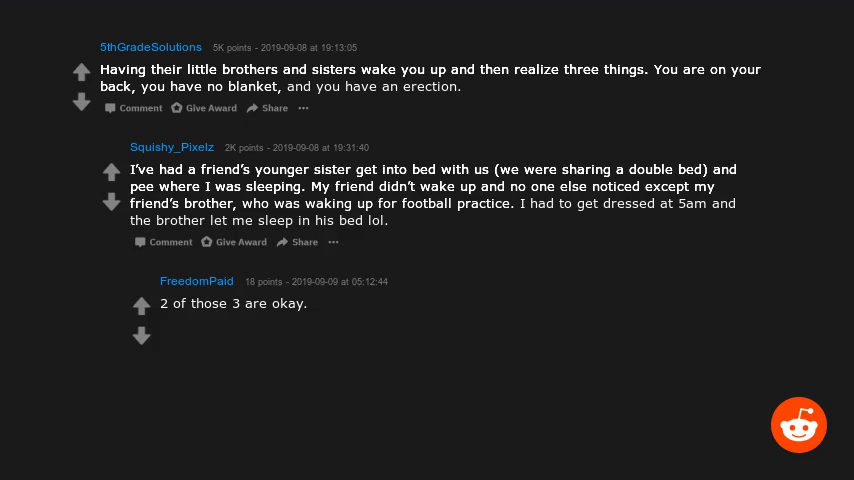 5thGradeSolutions 5K points - 2019-09-08 at 19:13:05
Having their little brothers and sisters wake you up and then realize three things. You are on your
back, you have no blanket, and you have an erection.
Comment Give Award Share ...
Squishy_Pixelz 2K points - 2019-09-08 at 19:31:40
I’ve had a friend’s younger sister get into bed with us (we were sharing a double bed) and
pee where I was sleeping. My friend didn’t wake up and no one else noticed except my
friend’s brother, who was waking up for football practice. I had to get dressed at 5am and
the brother let me sleep in his bed lol.
Comment Give Award Share ...
FreedomPaid 18 points - 2019-09-09 at 05:12:44
2 of those 3 are okay.